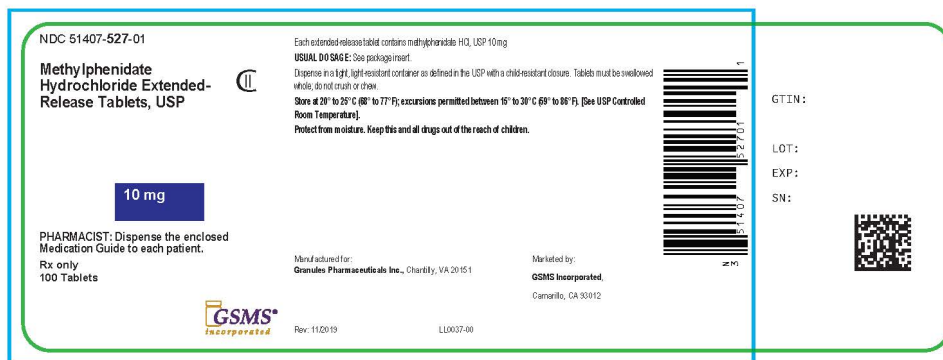 NDC 51407-527-01
Methylphenidate
Hydrochloride Extended-
Release Tablets, USP
CII
10 mg
PHARMACIST: Dispense the enclosed
Medication Guide to each patient.
Rx only
100 Tablets
GSMS®
incorporated
Each extended-release tablet contains methylphenidate HCl, USP 10 mg
USUAL DOSAGE: See package insert.
Dispense in a tight, light-resistant container as defined in the USP with a child-resistant closure. Tablets must be swallowed
whole; do not crush or chew.
Store at 20° to 25°C (68° to 77°F); excursions permitted between 15° to 30°C (59° to 86°F). [See USP Controlled
Room Temperature].
Protect from moisture. Keep this and all drugs out of the reach of children.
Manufactured for:
Granules Pharmaceuticals Inc., Chantilly, VA 20151
Marketed by:
GSMS Incorporated,
Camarillo, CA 93012
Rev: 11/2019
LL0037-00
N3 51407 52701 1
GTIN:
LOT:
EXP:
SN: